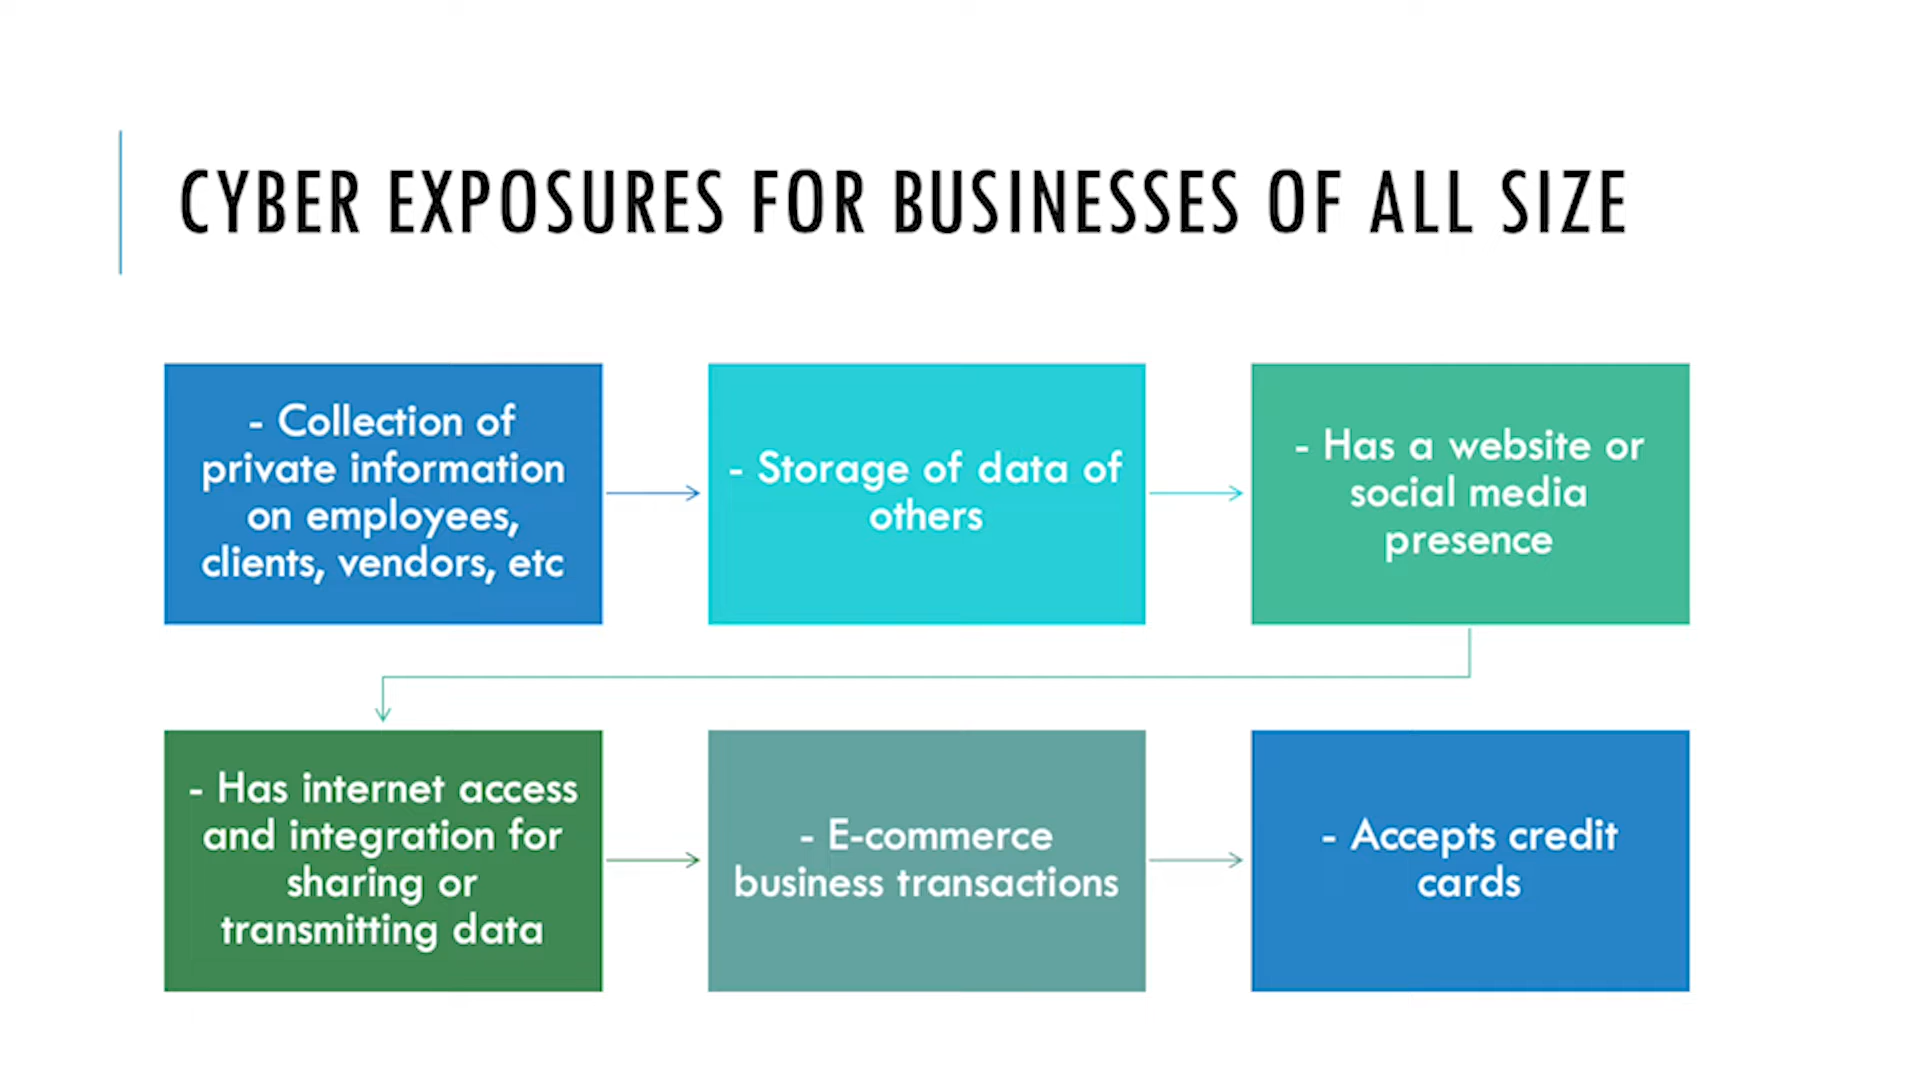 CYBER EXPOSURES FOR BUSINESSES OF ALL SIZE
- Collection of
private information
on employees,
clients, vendors, etc
- Storage of data of
others
- Has a website or
social media
presence
- Has internet access
and integration for
sharing or
transmitting data
- E-commerce
business transactions
- Accepts credit
cards